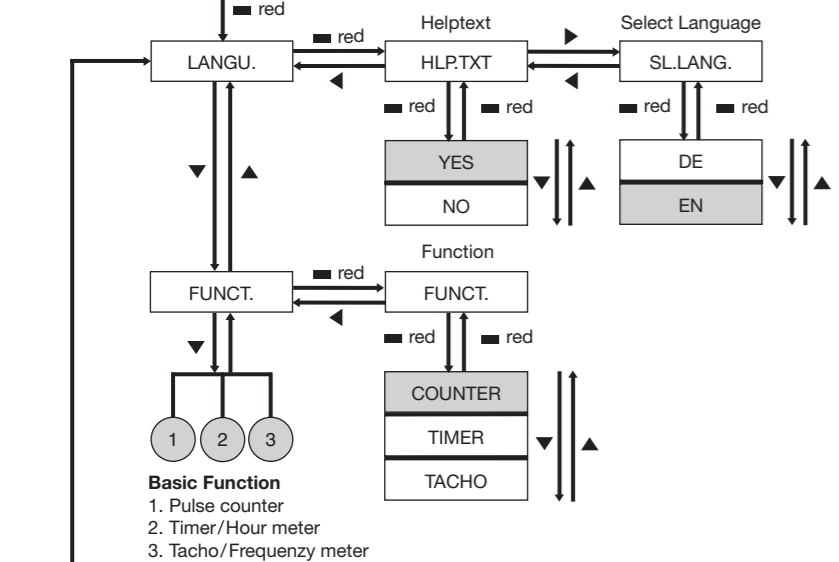 red
Helptext
Select Language
LANGU.
red
HLP.TXT
SL.LANG.
red
red
red
red
YES
NO
DE
EN
Function
FUNCT.
red
FUNCT.
red
red
COUNTER
TIMER
TACHO
1
2
3
Basic Function
1. Pulse counter
2. Timer/Hour meter
3. Tacho/Frequenzy meter